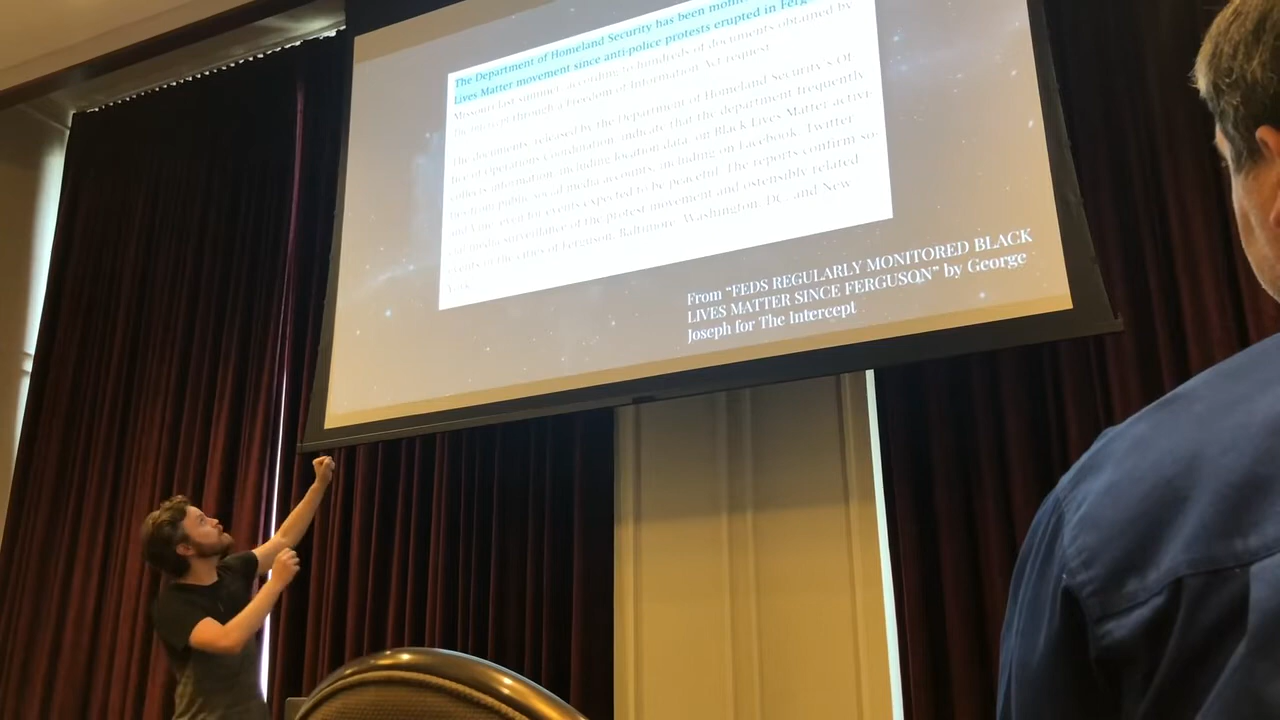 The Department of Homeland Security has been moni
Lives Matter movement since anti-police protests erupted in Ferg
Missouri last summer, according to hundreds of documents obtained by
The Intercept through a Freedom of Information Act request.
The documents, released by the Department of Homeland Security's Of-
fice of Operations Coordination, indicate that the department frequently
collects information, including location data, on Black Lives Matter activi-
ties from public social media accounts, including on Facebook, Twitter,
and Vine, even for events expected to be peaceful. The reports confirm so-
cial media surveillance of the protest movement and ostensibly related
events in the cities of Ferguson, Baltimore, Washington, DC, and New
York.
From “FEDS REGULARLY MONITORED BLACK
LIVES MATTER SINCE FERGUSON” by George
Joseph for The Intercept